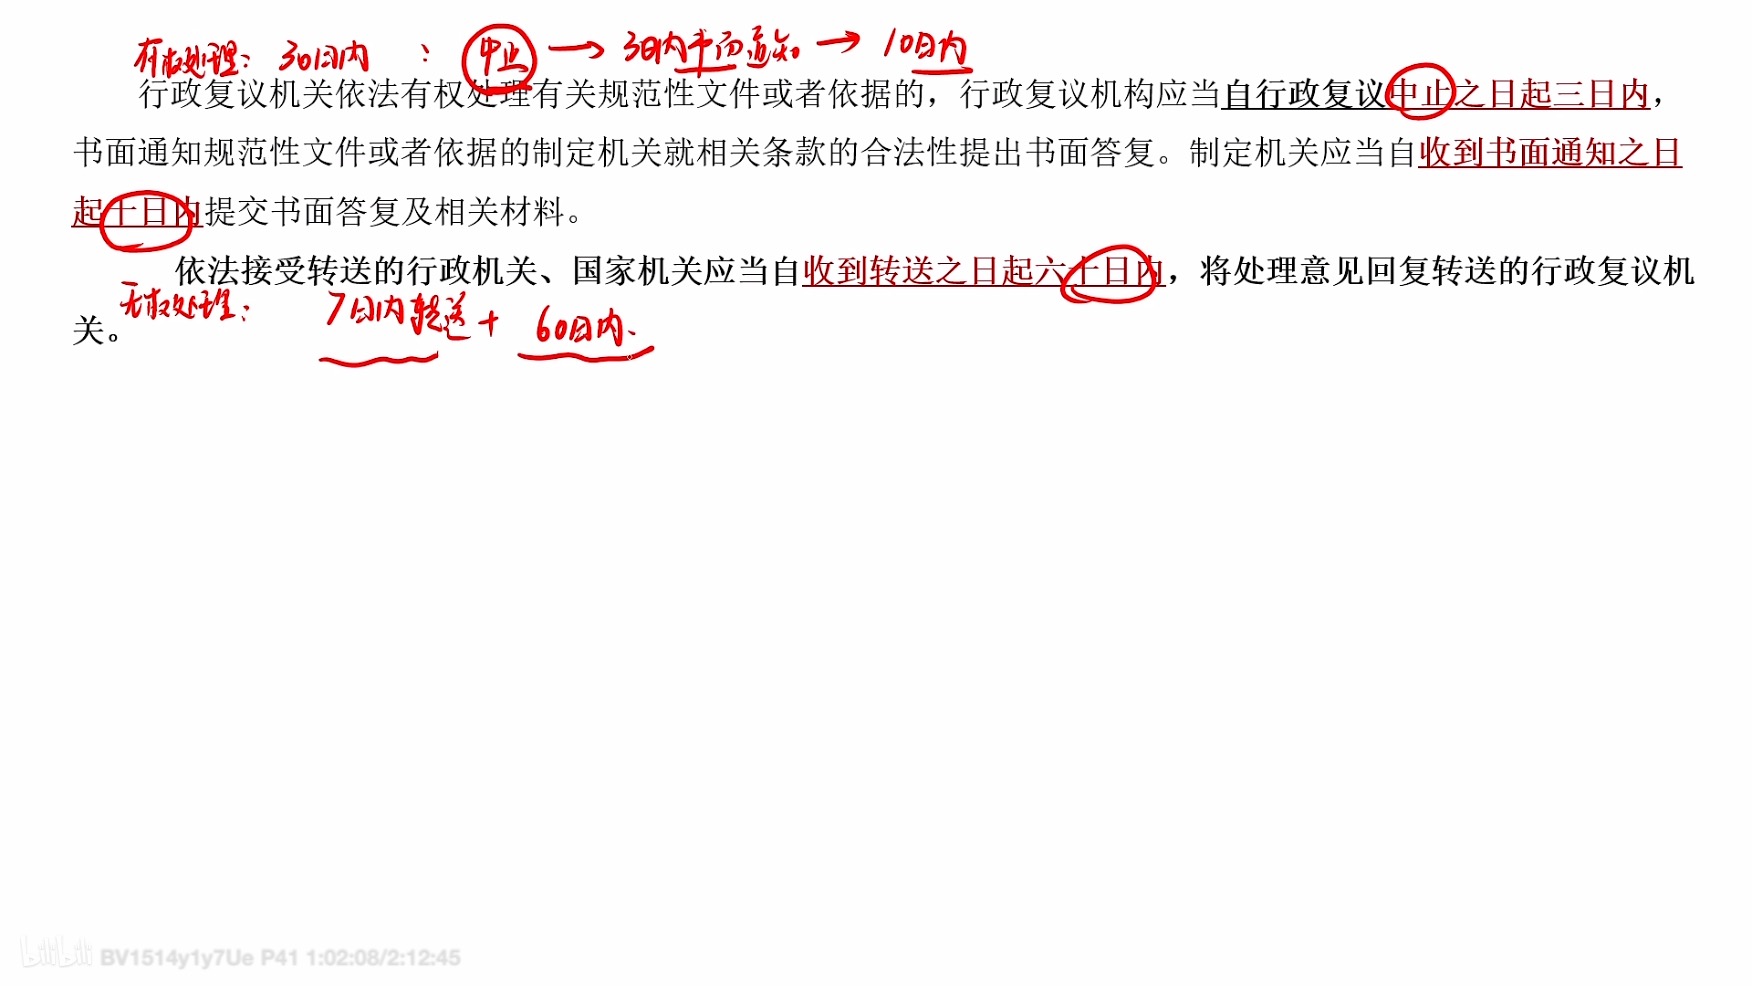 有权处理：30日内 ： 中止 → 3日内书面通知 → 10日内
行政复议机关依法有权处理有关规范性文件或者依据的，行政复议机构应当自行政复议中止之日起三日内，
书面通知规范性文件或者依据的制定机关就相关条款的合法性提出书面答复。制定机关应当自收到书面通知之日
起十日内提交书面答复及相关材料。
依法接受转送的行政机关、国家机关应当自收到转送之日起六十日内，将处理意见回复转送的行政复议机
无权处理： 7日内转送 + 60日内.
关。
bilibili BV1514y1y7Ue P41 1:02:08/2:12:45